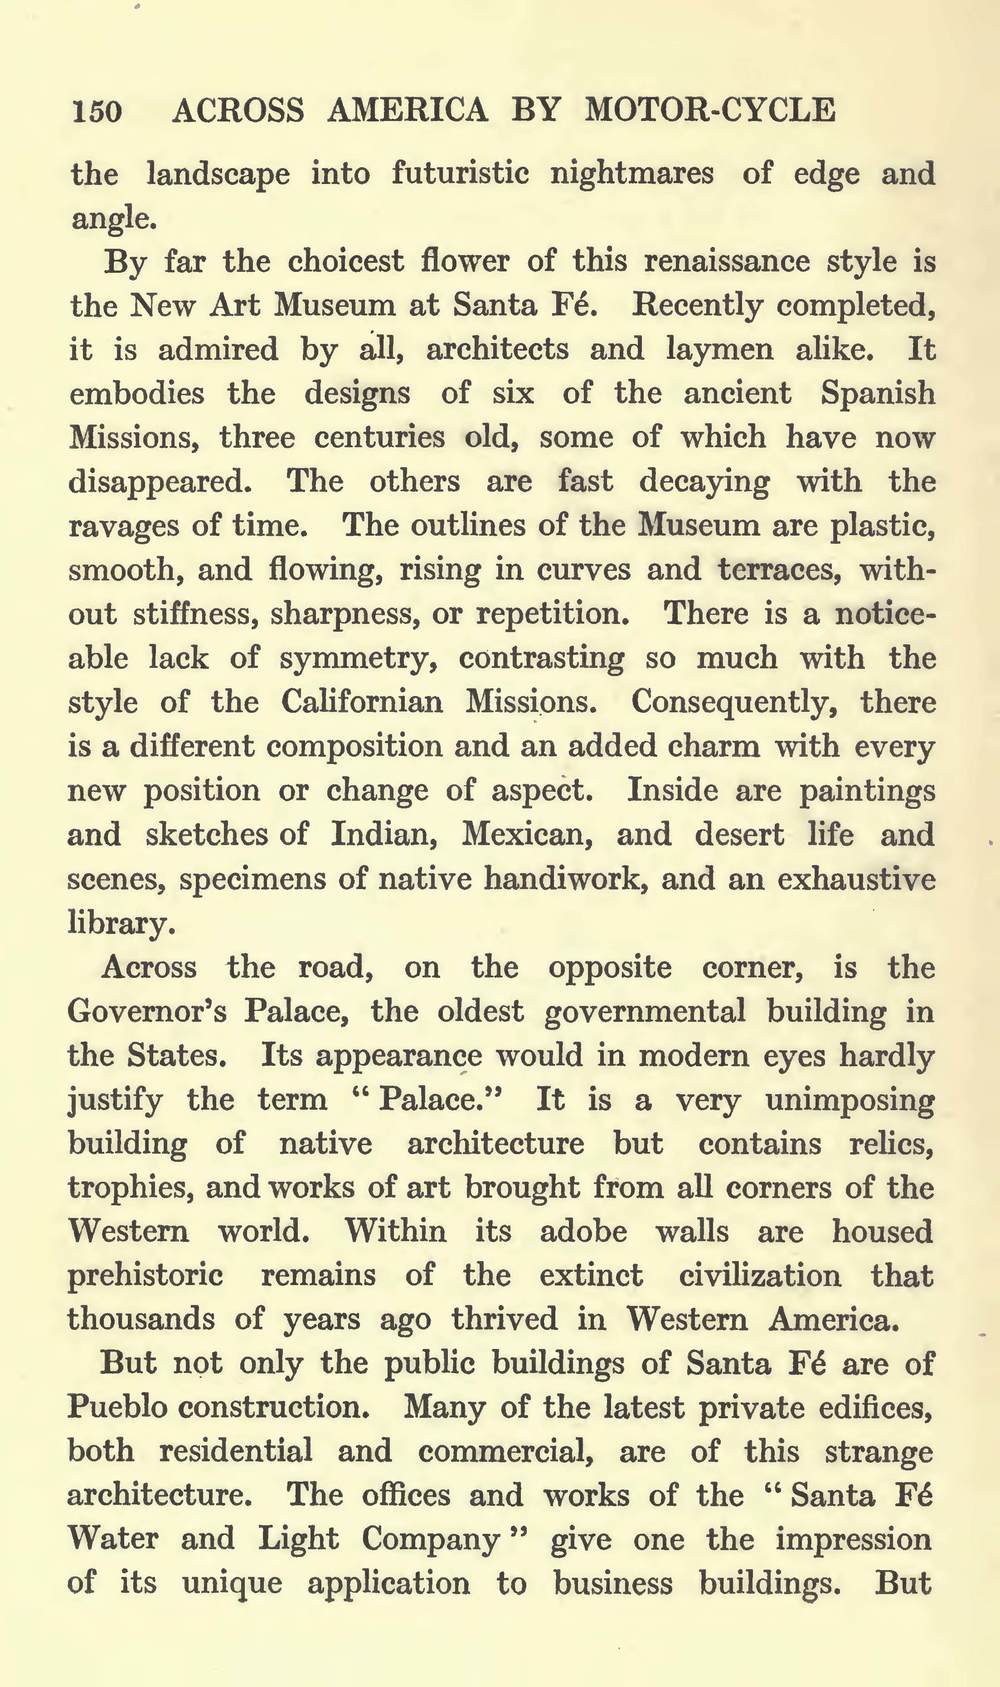 150 ACROSS AMERICA BY MOTOR-CYCLE
the landscape into futuristic nightmares of edge and
angle.
By far the choicest flower of this renaissance style is
the New Art Museum at Santa Fé. Recently completed,
it is admired by all, architects and laymen alike. It
embodies the designs of six of the ancient Spanish
Missions, three centuries old, some of which have now
disappeared. The others are fast decaying with the
ravages of time. The outlines of the Museum are plastic,
smooth, and flowing, rising in curves and terraces, with-
out stiffness, sharpness, or repetition. There is a notice-
able lack of symmetry, contrasting so much with the
style of the Californian Missions. Consequently, there
is a different composition and an added charm with every
new position or change of aspect. Inside are paintings
and sketches of Indian, Mexican, and desert life and
scenes, specimens of native handiwork, and an exhaustive
library.
Across the road, on the opposite corner, is the
Governor's Palace, the oldest governmental building in
the States. Its appearance would in modern eyes hardly
justify the term "Palace." It is a very unimposing
building of native architecture but contains relics,
trophies, and works of art brought from all corners of the
Western world. Within its adobe walls are housed
prehistoric remains of the extinct civilization that
thousands of years ago thrived in Western America.
But not only the public buildings of Santa Fé are of
Pueblo construction. Many of the latest private edifices,
both residential and commercial, are of this strange
architecture. The offices and works of the "Santa Fé
Water and Light Company" give one the impression
of its unique application to business buildings. But